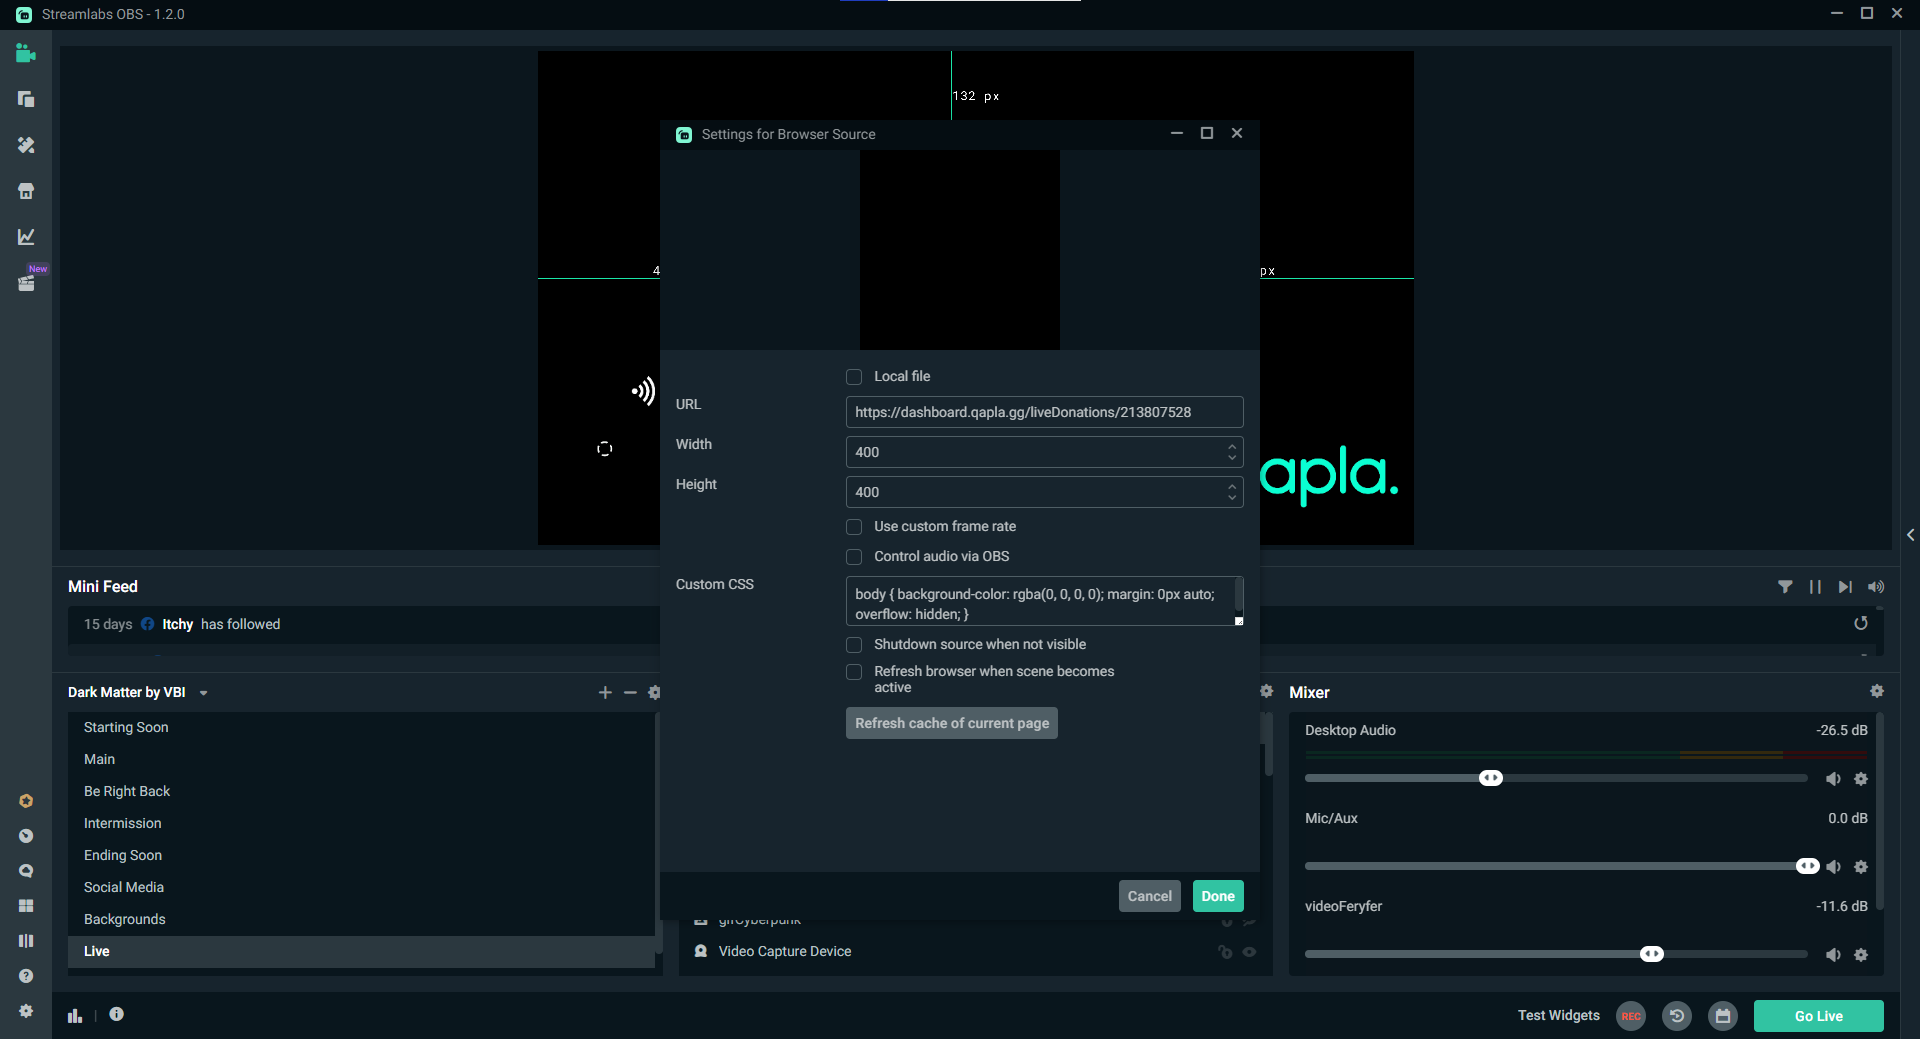 Streamlabs OBS - 1.2.0
132 px
Settings for Browser Source
New
4
px
Local file
URL
https://dashboard.qapla.gg/liveDonations/213807528
Width
400
apla.
Height
400
Use custom frame rate
Control audio via OBS
Custom CSS
body { background-color: rgba(0, 0, 0, 0); margin: 0px auto;
overflow: hidden; }
Mini Feed
15 days Itchy has followed
Shutdown source when not visible
Refresh browser when scene becomes
active
Refresh cache of current page
Dark Matter by VBI
Starting Soon
Main
Be Right Back
Intermission
Ending Soon
Social Media
Backgrounds
Live
Cancel
Done
gifCyberpunk
Video Capture Device
Mixer
Desktop Audio
-26.5 dB
Mic/Aux
0.0 dB
videoFeryfer
-11.6 dB
Test Widgets
REC
Go Live